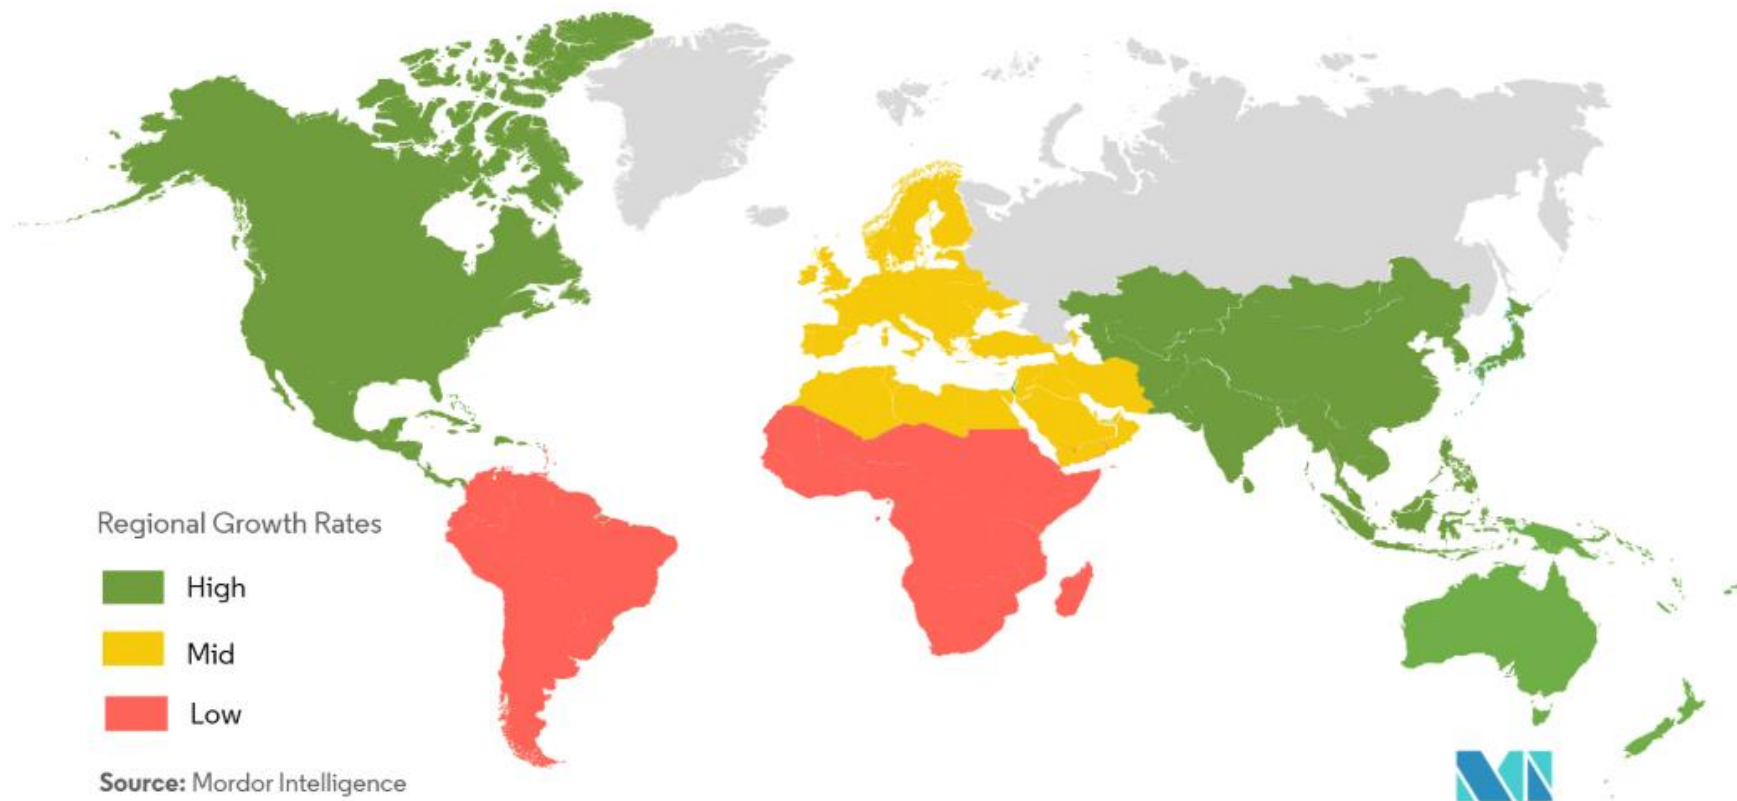 Regional Growth Rates
High
Mid
Low
Source: Mordor Intelligence